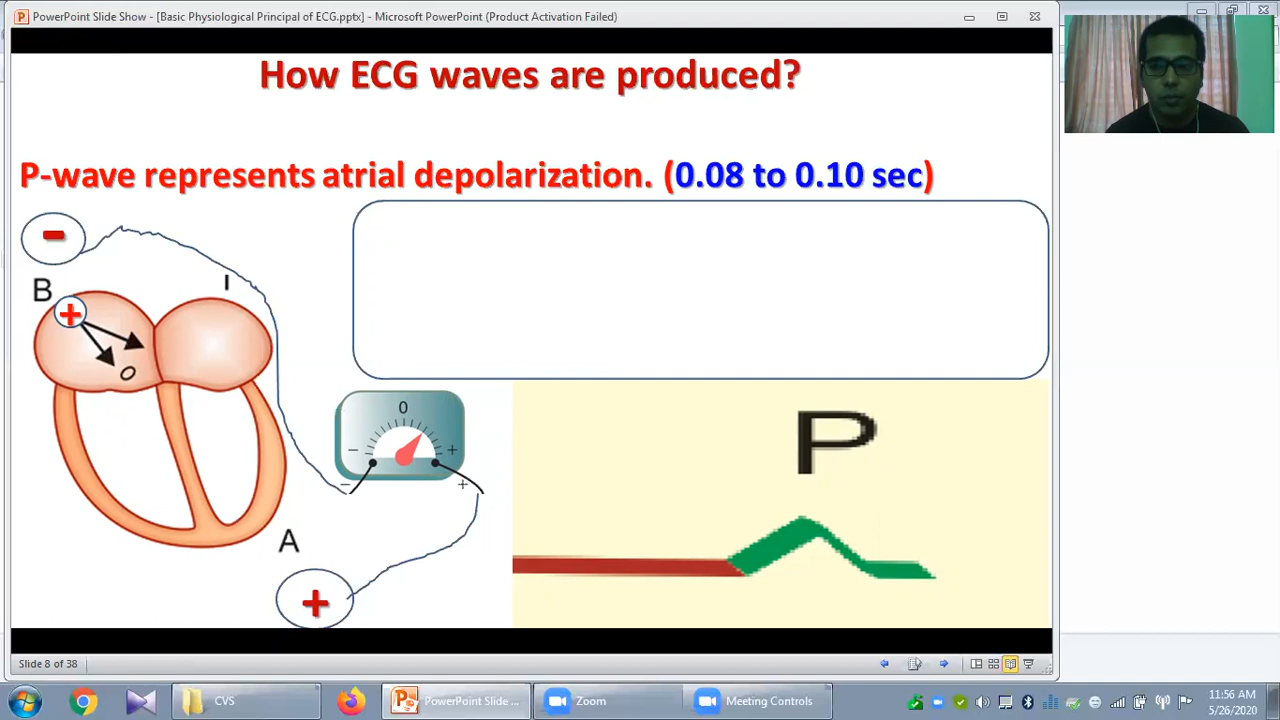 PowerPoint Slide Show - [Basic Physiological Principal of ECG.pptx] - Microsoft PowerPoint (Product Activation Failed)
How ECG waves are produced?
P-wave represents atrial depolarization. (0.08 to 0.10 sec)
-
B
I
+
O
0
- +
- +
A
+
P
Slide 8 of 38
CVS
PowerPoint Slide ...
Zoom
Meeting Controls
11:56 AM
5/26/2020